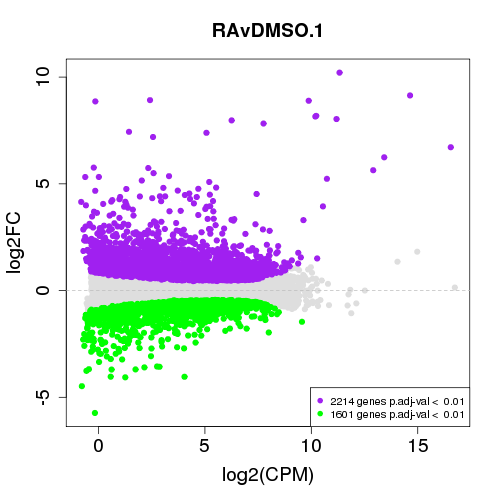 RAvDMSO.1
10
5
0
-5
log2FC
0 5 10 15
log2(CPM)
2214 genes p.adj-val < 0.01
1601 genes p.adj-val < 0.01